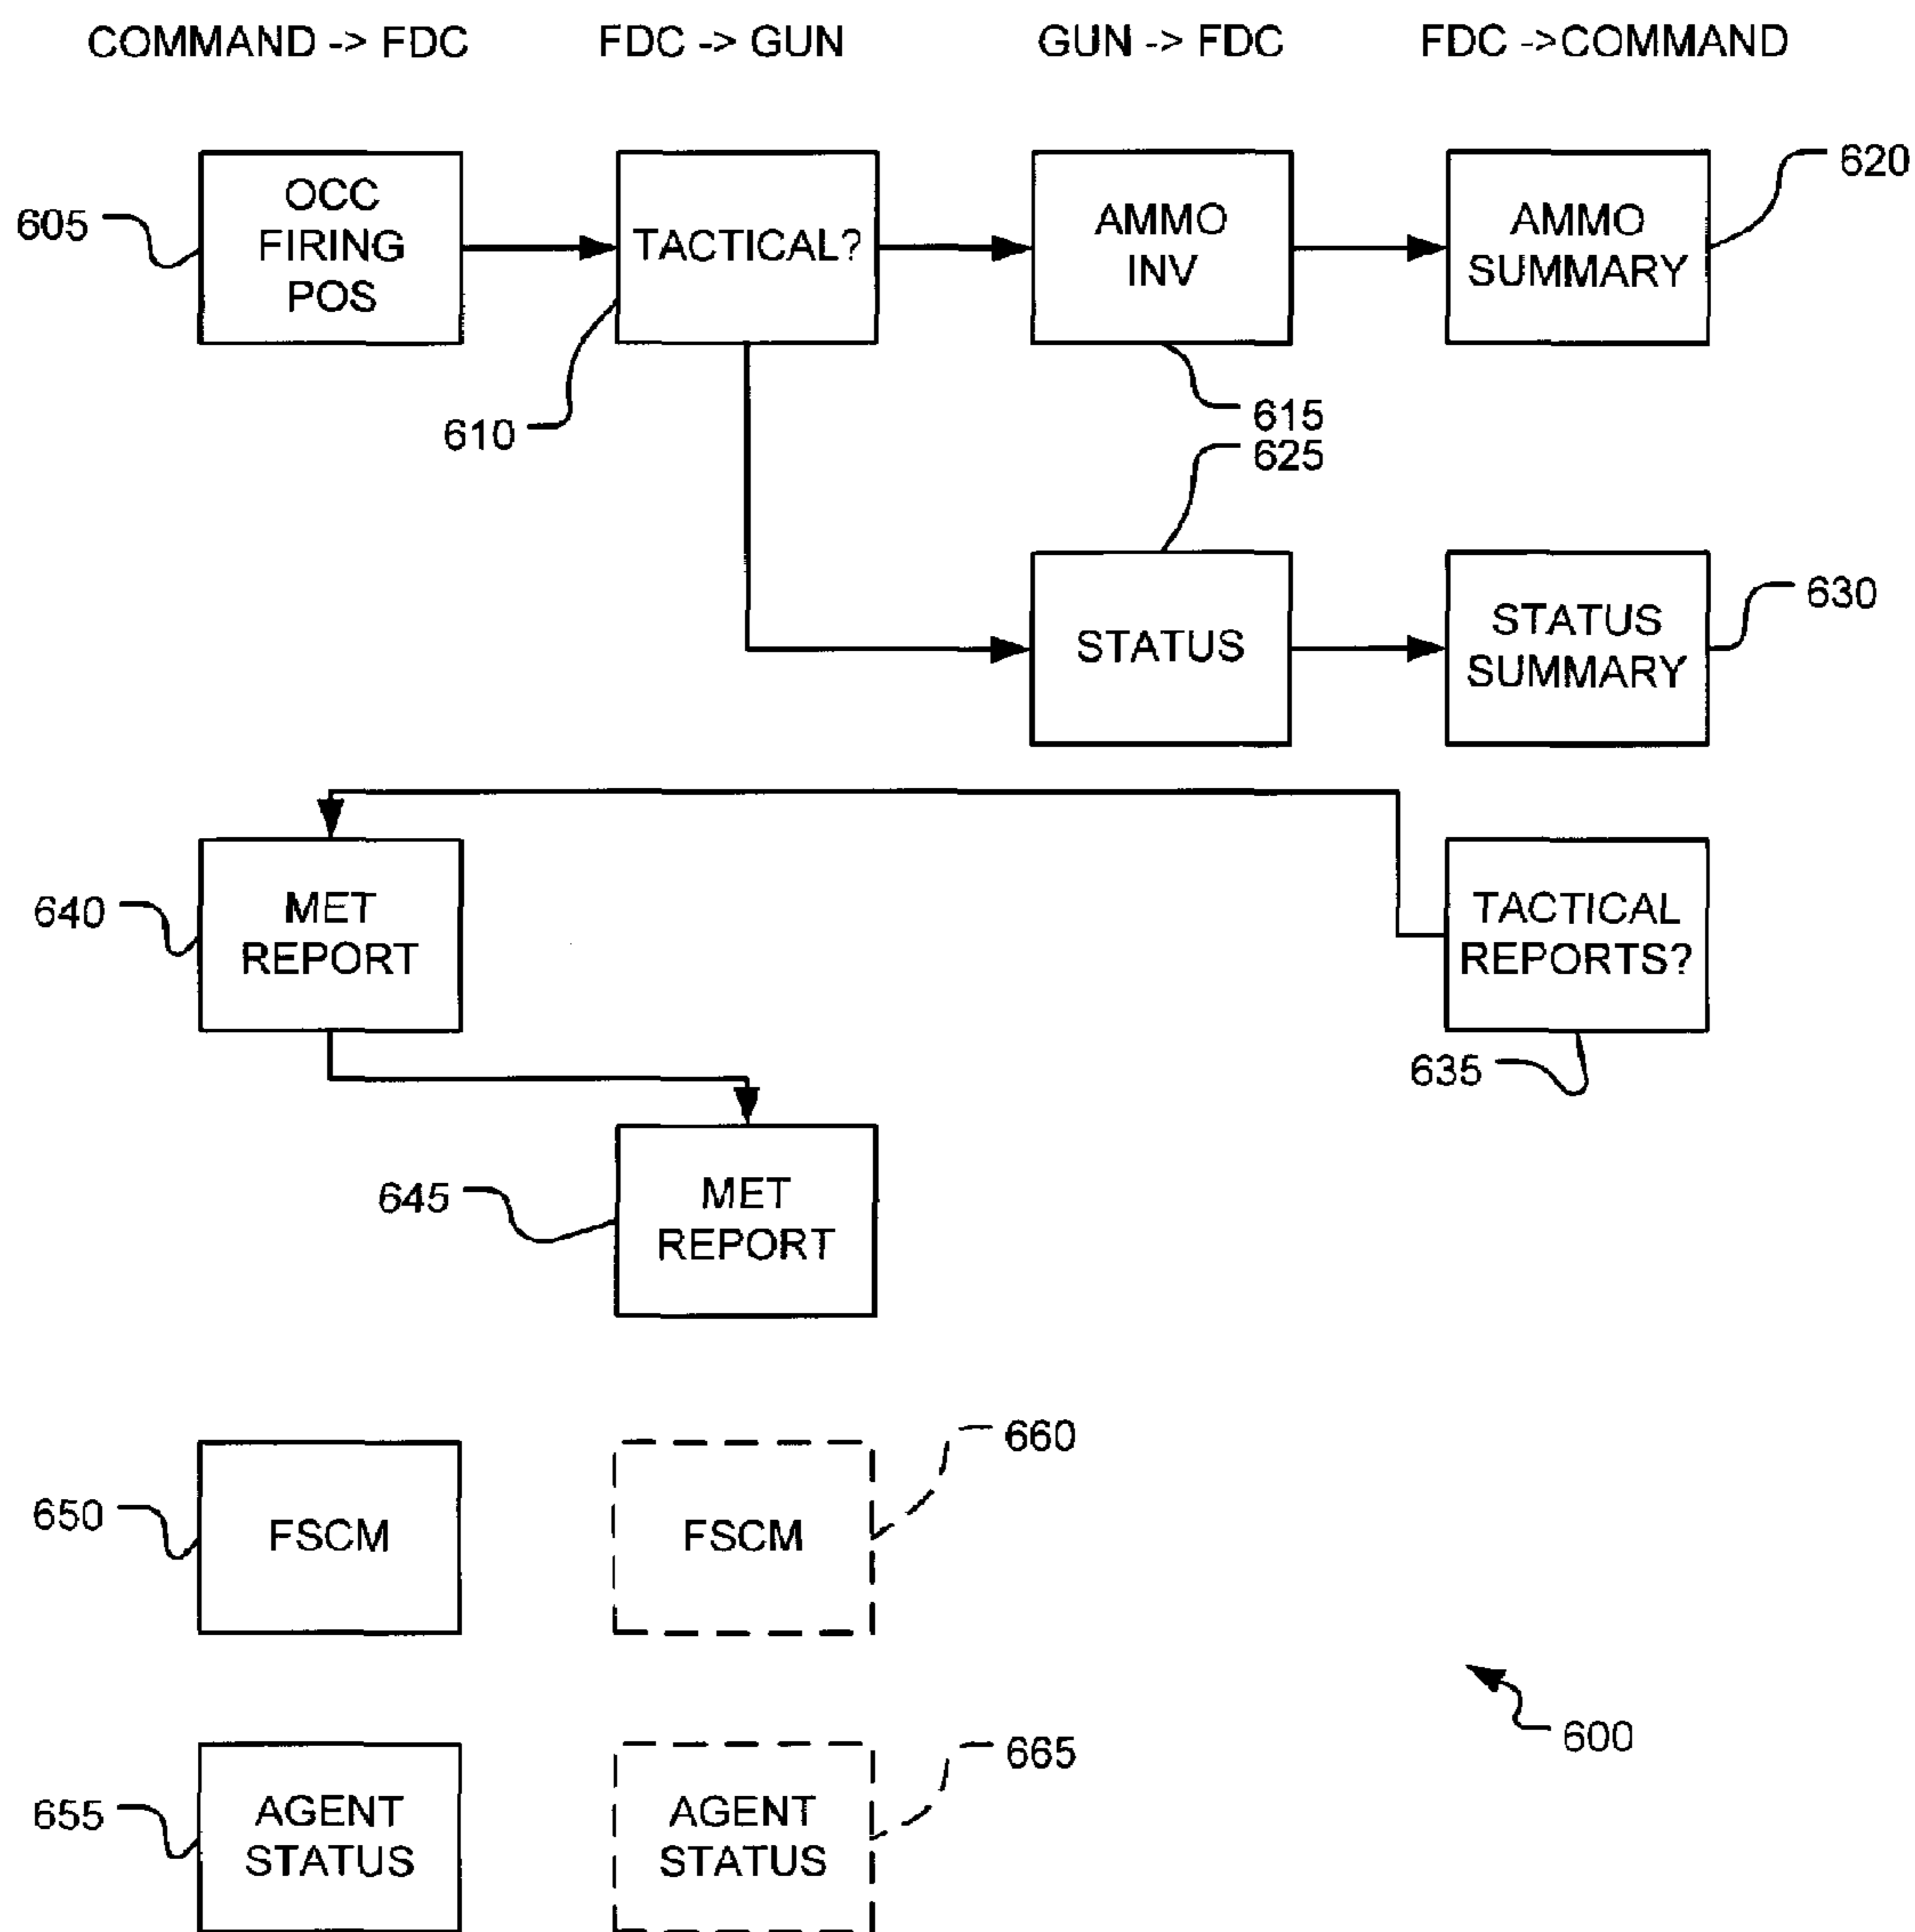 COMMAND -> FDC
FDC -> GUN
GUN -> FDC
FDC ->COMMAND
605
OCC
FIRING
POS
TACTICAL?
610
AMMO
INV
615
AMMO
SUMMARY
620
625
STATUS
STATUS
SUMMARY
630
640
MET
REPORT
TACTICAL
REPORTS?
635
645
MET
REPORT
650
FSCM
FSCM
660
655
AGENT
STATUS
AGENT
STATUS
665
600